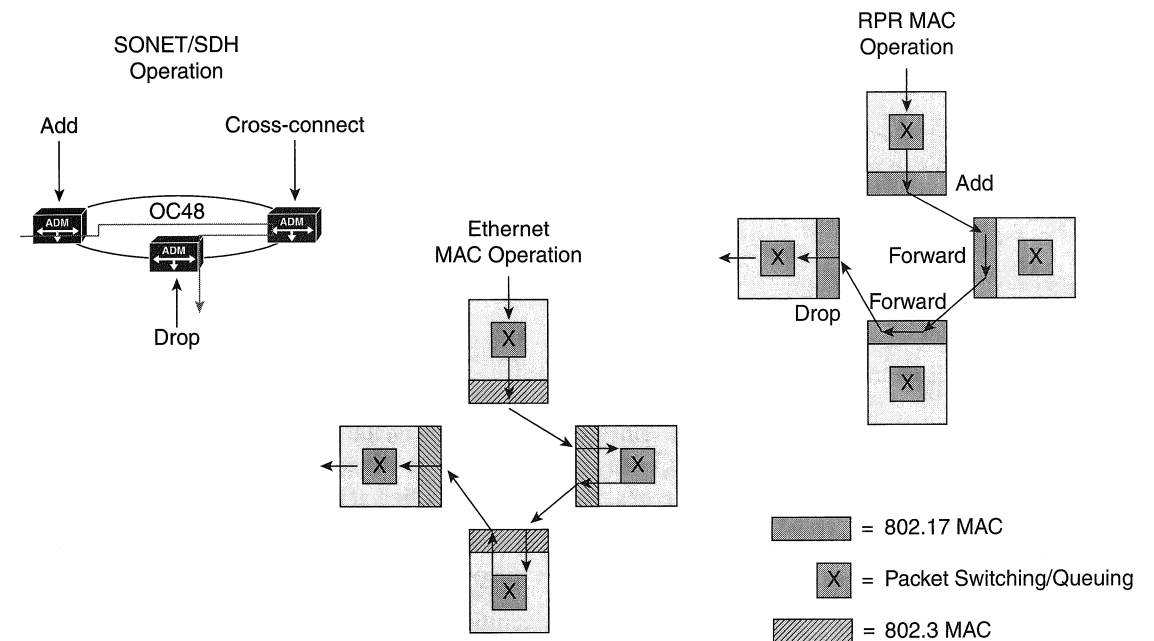 SONET/SDH
Operation
Add
Cross-connect
ADM
OC48
ADM
ADM
Drop
Ethernet
MAC Operation
X
X
X
X
RPR MAC
Operation
X
Add
X
Forward
X
Forward
Drop
X
= 802.17 MAC
X = Packet Switching/Queuing
= 802.3 MAC